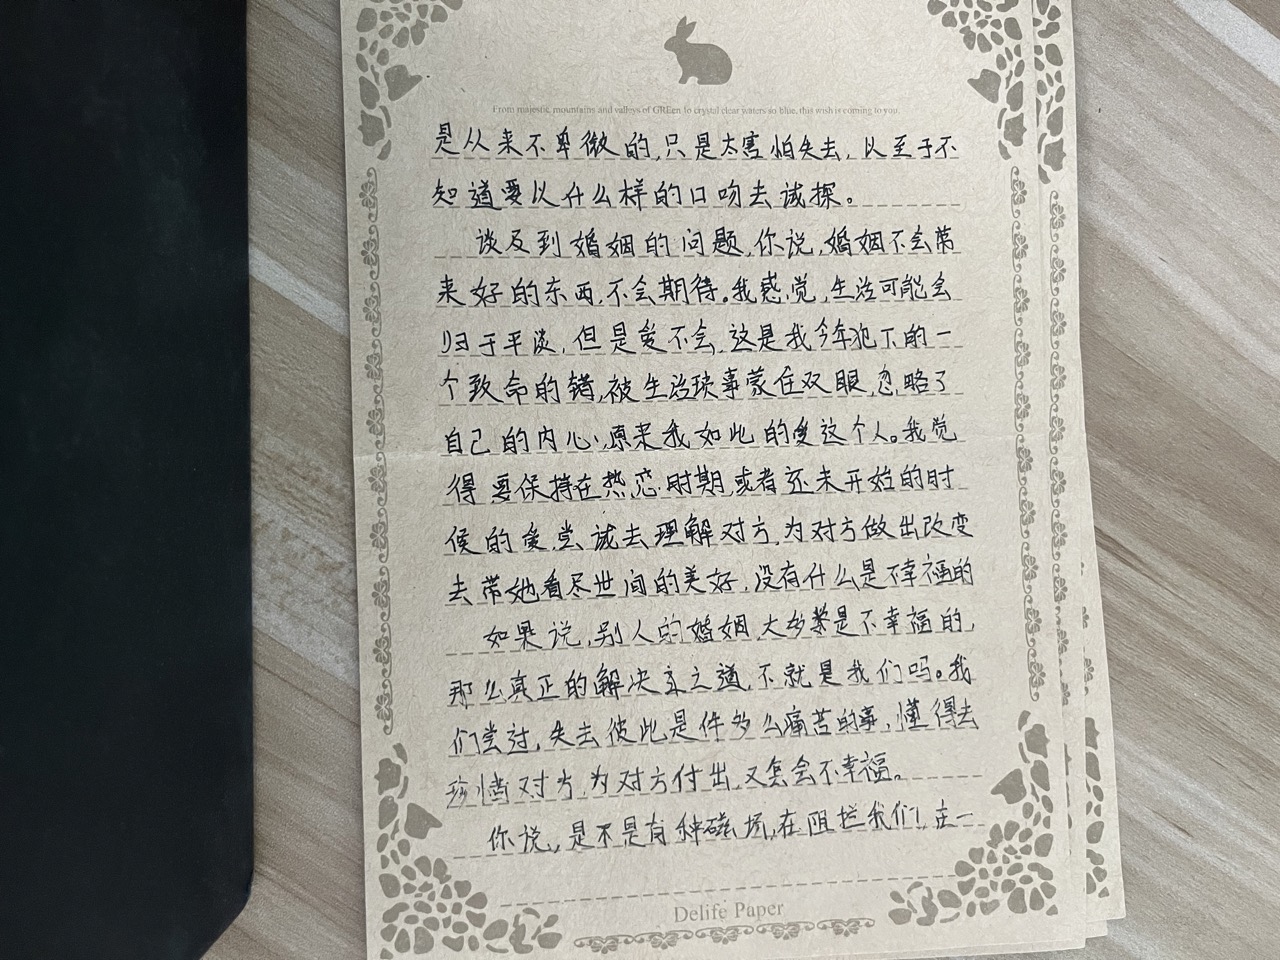 From majestic mountains and valleys of GREen to crystal clear waters so blue, this wish is coming to you.
是从来不卑微的,只是太害怕失去,以至于不
知道要以什么样的口吻去试探。
谈及到婚姻的问题,你说,婚姻不会带
来好的东西,不会期待。我感觉,生活可能会
归于平淡,但是爱不会,这是我今年犯下的一
个致命的错,被生活琐事蒙住双眼,忽略了
自己的内心,原来我如此的爱这个人。我觉
得要保持在热恋时期或者还未开始的时
候的爱,尝试去理解对方,为对方做出改变
去带她看尽世间的美好,没有什么是不幸福的
如果说,别人的婚姻大多数是不幸福的,
那么真正的解决之道,不就是我们吗。我
们尝过,失去彼此是件多么痛苦的事,懂得去
珍惜对方,为对方付出,又怎会不幸福。
你说,是不是有种磁场,在阻拦我们在一
Delife Paper